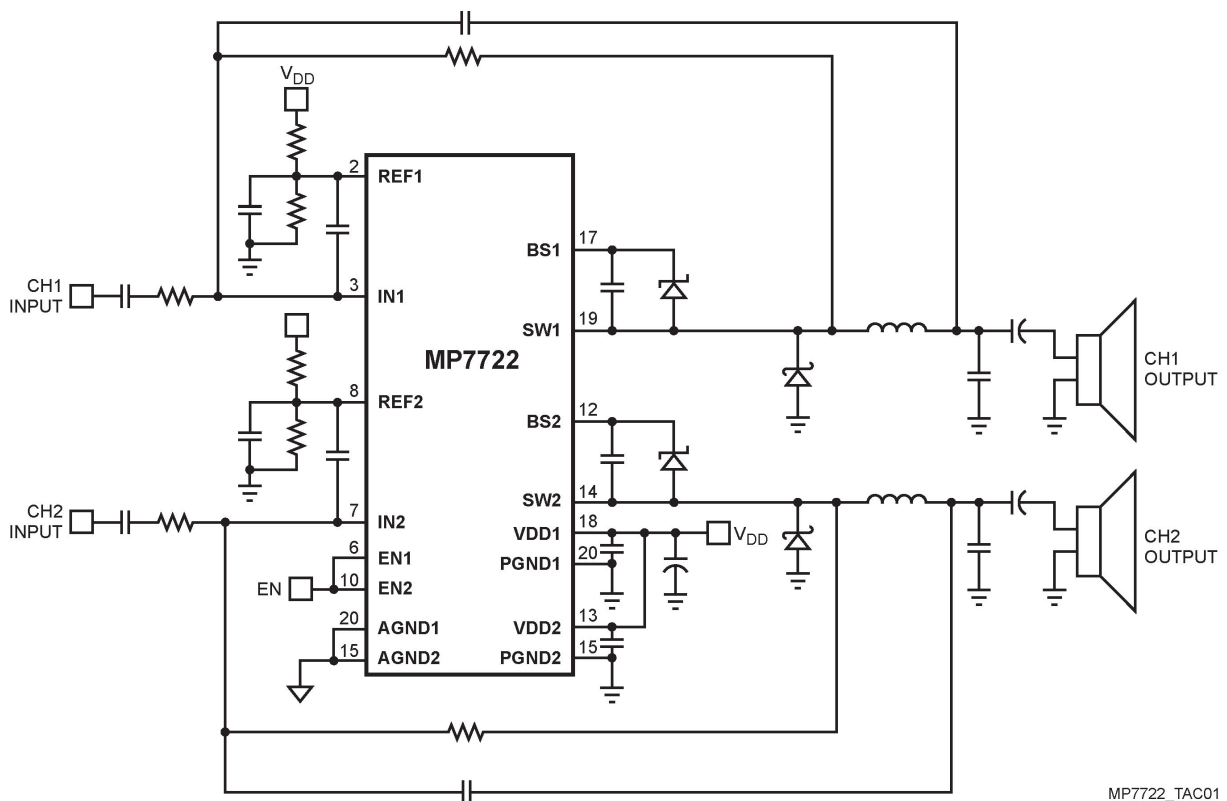 V_DD
2
REF1
17
BS1
CH1
INPUT
3
IN1
19
SW1
MP7722
CH1
OUTPUT
8
REF2
12
BS2
CH2
INPUT
7
IN2
14
SW2
18
VDD1
V_DD
CH2
OUTPUT
6
EN1
20
PGND1
EN
10
EN2
13
VDD2
20
AGND1
15
AGND2
15
PGND2
MP7722_TAC01